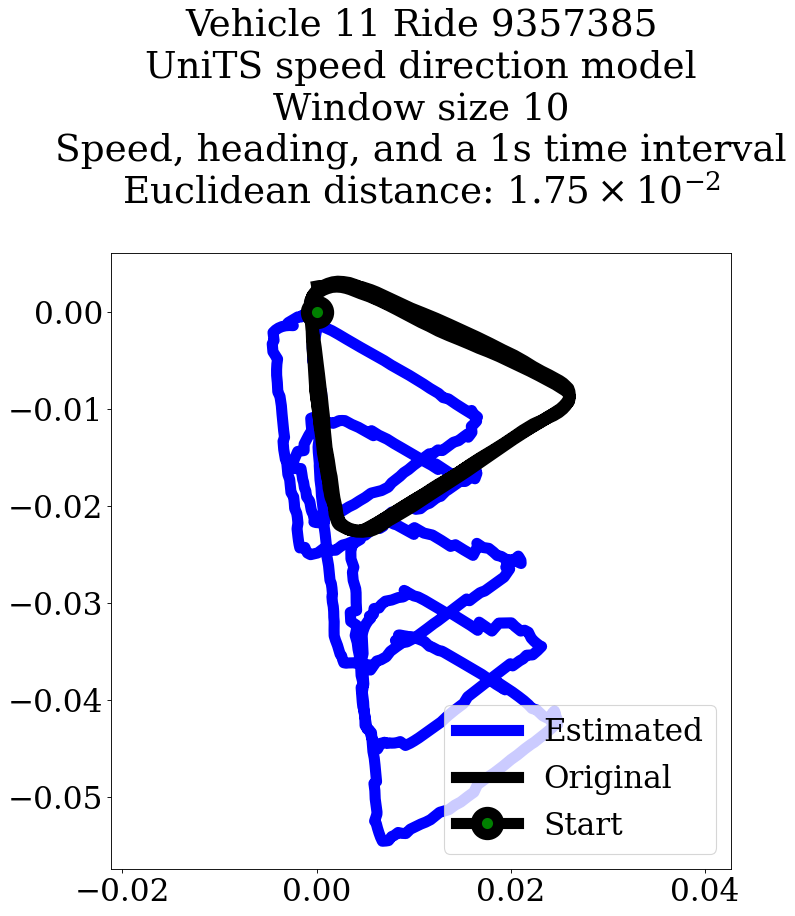 Vehicle 11 Ride 9357385
UniTS speed direction model
Window size 10
Speed, heading, and a 1s time interval
Euclidean distance: 1.75 × 10⁻²
0.00
−0.01
−0.02
−0.03
−0.04
−0.05
Estimated
Original
Start
−0.02 0.00 0.02 0.04